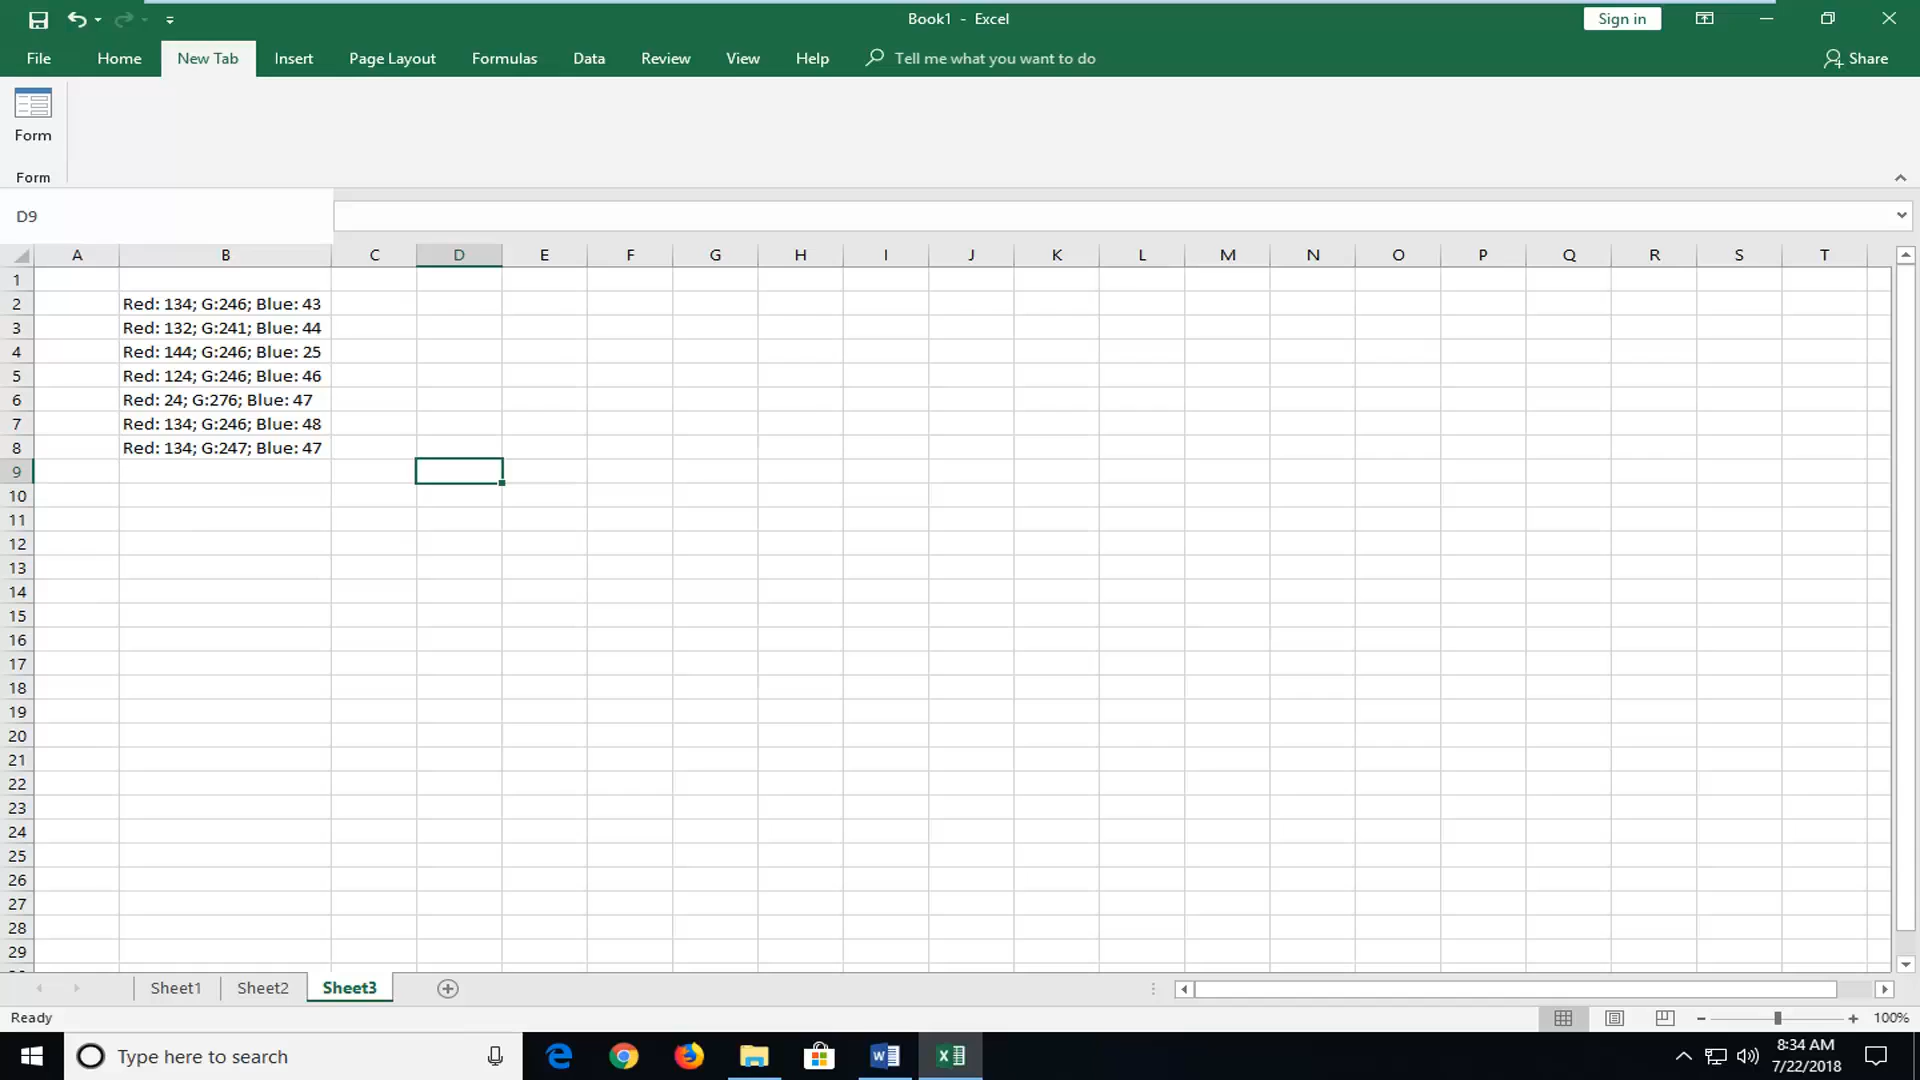 Book1 - Excel
Sign in
File Home New Tab Insert Page Layout Formulas Data Review View Help Tell me what you want to do Share
Form
Form
D9
A B C D E F G H I J K L M N O P Q R S T
1
2 Red: 134; G:246; Blue: 43
3 Red: 132; G:241; Blue: 44
4 Red: 144; G:246; Blue: 25
5 Red: 124; G:246; Blue: 46
6 Red: 24; G:276; Blue: 47
7 Red: 134; G:246; Blue: 48
8 Red: 134; G:247; Blue: 47
9
10
11
12
13
14
15
16
17
18
19
20
21
22
23
24
25
26
27
28
29
Sheet1 Sheet2 Sheet3
Ready 100%
Type here to search
8:34 AM
7/22/2018